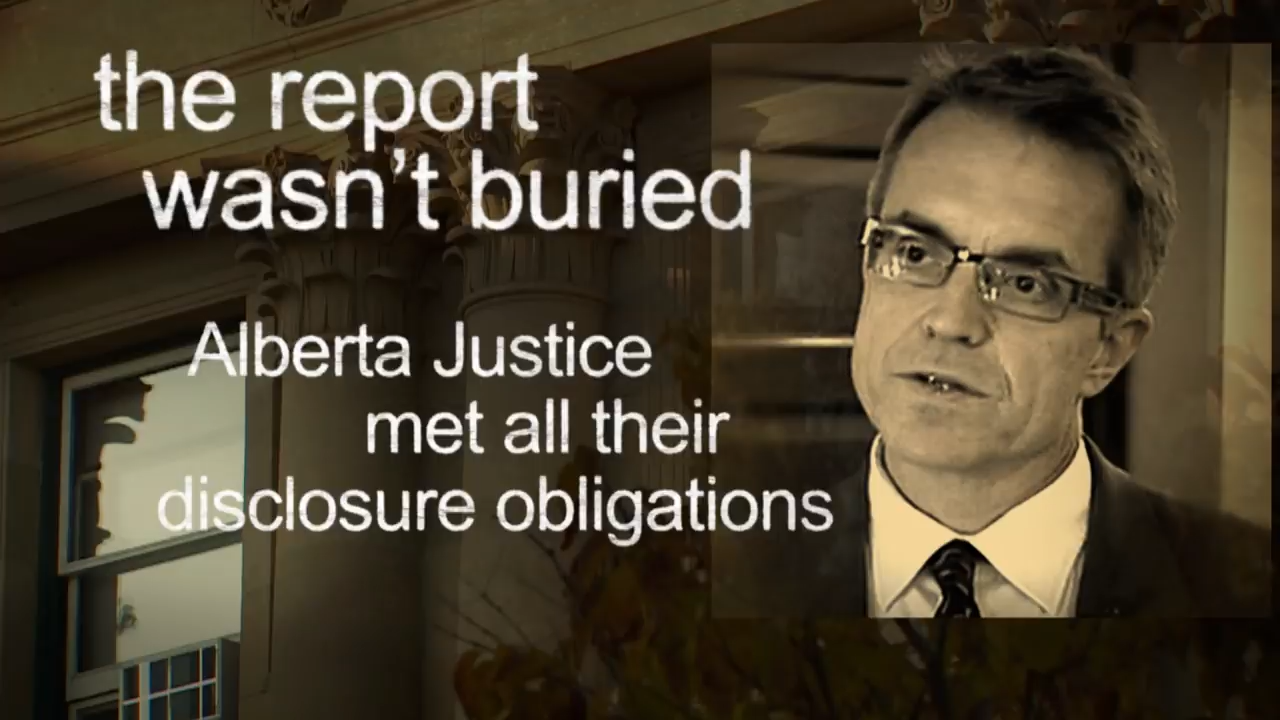 the report
wasn't buried
Alberta Justice
met all their
disclosure obligations